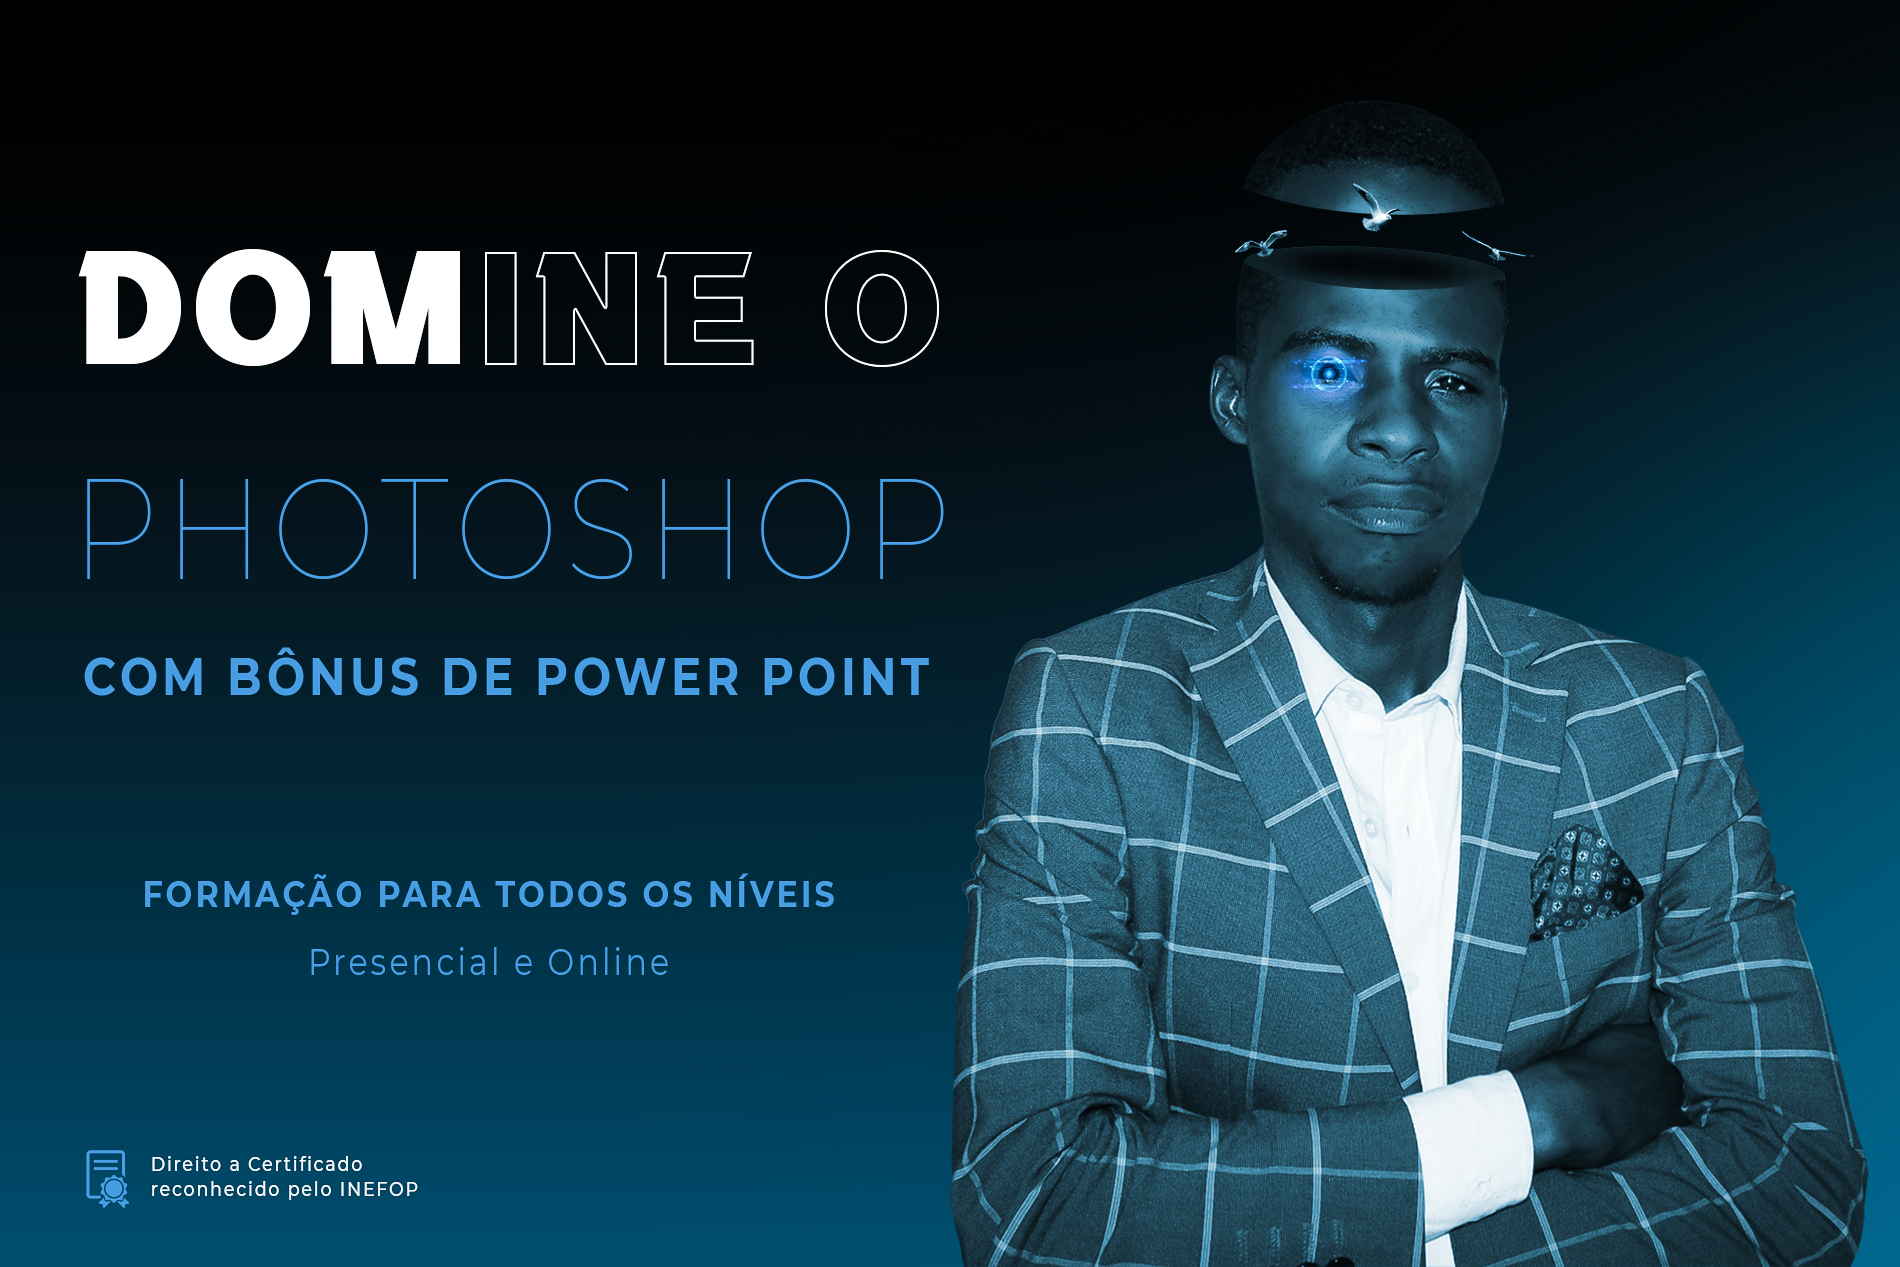 DOMINE O
PHOTOSHOP
COM BÔNUS DE POWER POINT
FORMAÇÃO PARA TODOS OS NÍVEIS
Presencial e Online
Direito a Certificado
reconhecido pelo INEFOP